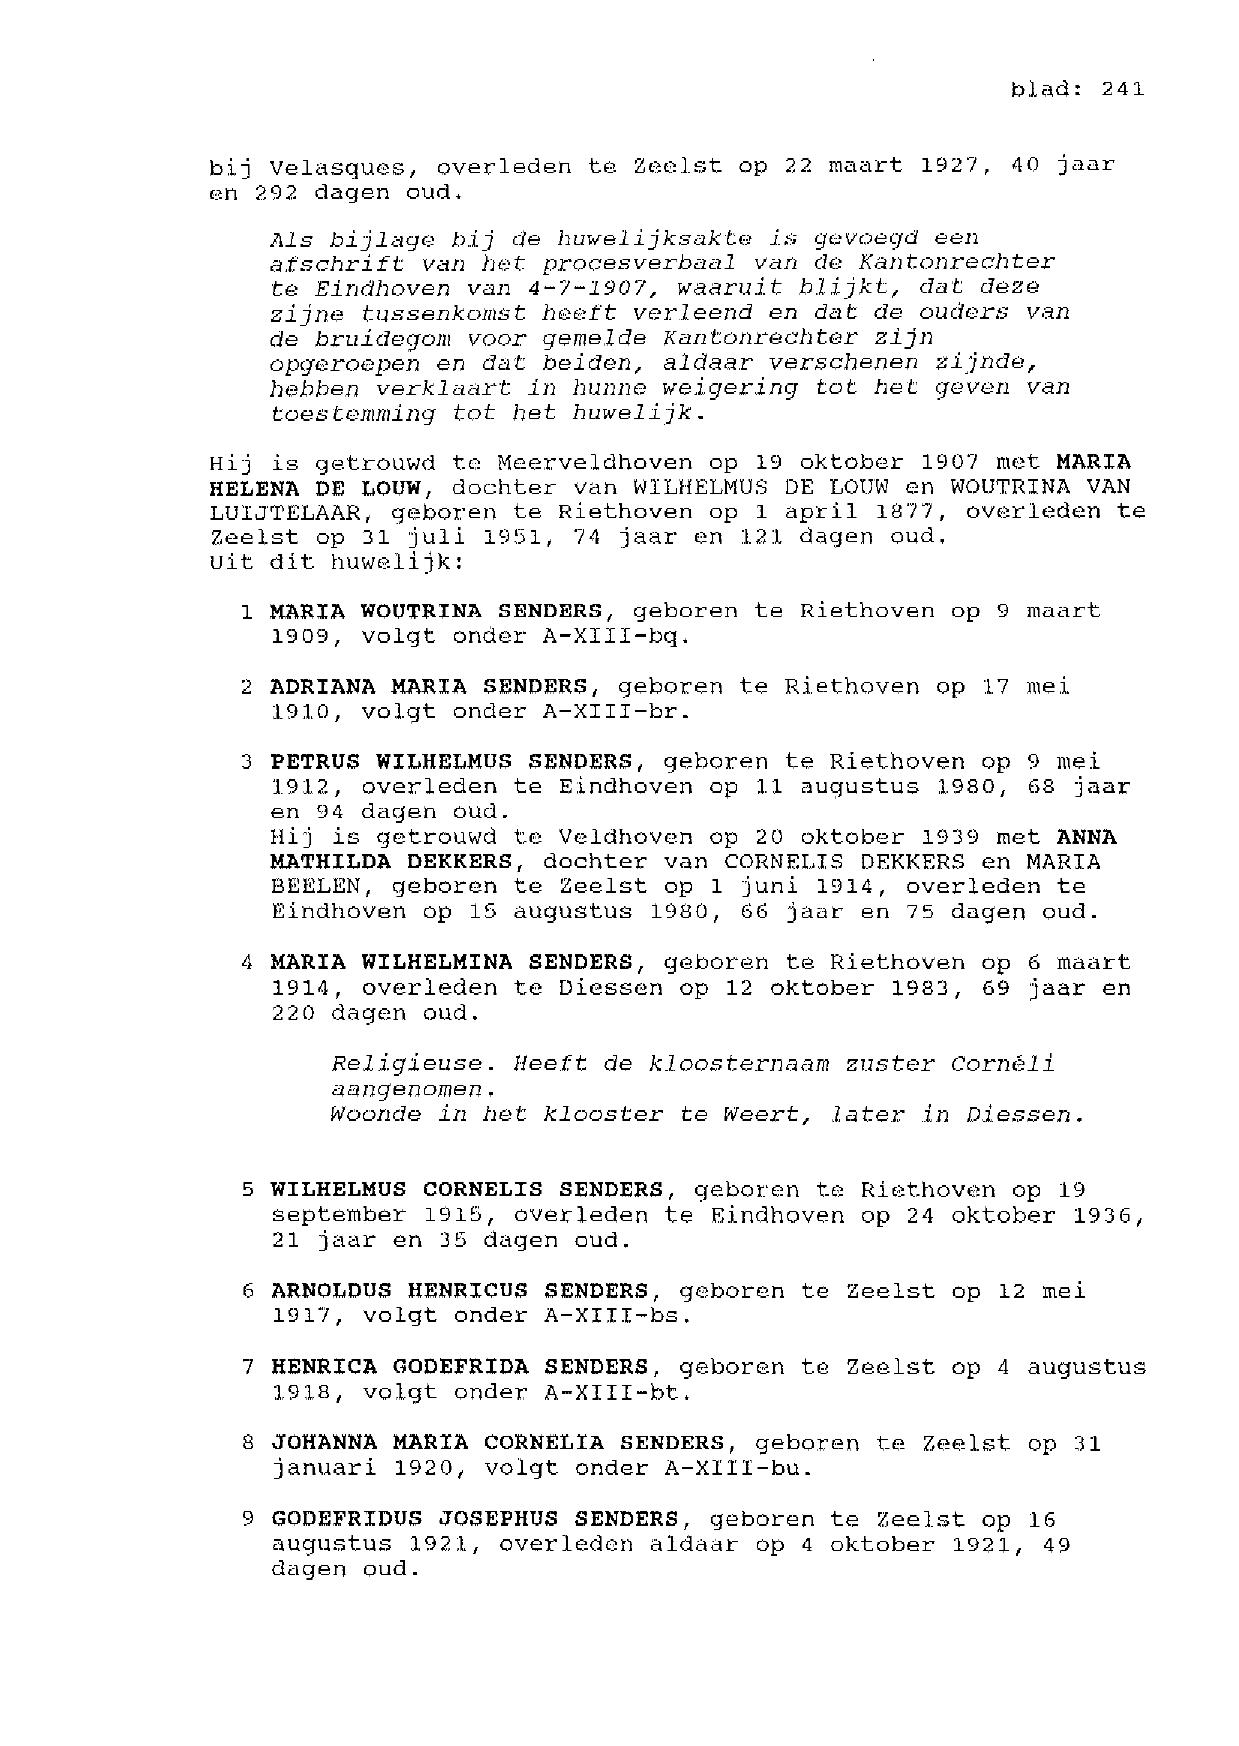 blad: 241
bij Velasques, overleden te Zeelst op 22 maart 1927, 40 jaar
en 292 dagen oud.
Als bijlage bij de huwelijksakte is gevoegd een
afschrift van het procesverbaal van de Kantonrechter
te Eindhoven van 4-7-1907, waaruit blijkt, dat deze
zijne tussenkomst heeft verleend en dat de ouders van
de bruidegom voor gemelde Kantonrechter zijn
opgeroepen en dat beiden, aldaar verschenen zijnde,
hebben verklaart in hunne weigering tot het geven van
toestemming tot het huwelijk.
Hij is getrouwd te Meerveldhoven op 19 oktober 1907 met MARIA
HELENA DE LOUW, dochter van WILHELMUS DE LOUW en WOUTRINA VAN
LUIJTELAAR, geboren te Riethoven op 1 april 1877, overleden te
Zeelst op 31 juli 1951, 74 jaar en 121 dagen oud.
Uit dit huwelijk:
1 MARIA WOUTRINA SENDERS, geboren te Riethoven op 9 maart
1909, volgt onder A-XIII-bq.
2 ADRIANA MARIA SENDERS, geboren te Riethoven op 17 mei
1910, volgt onder A-XIII-br.
3 PETRUS WILHELMUS SENDERS, geboren te Riethoven op 9 mei
1912, overleden te Eindhoven op 11 augustus 1980, 68 jaar
en 94 dagen oud.
Hij is getrouwd te Veldhoven op 20 oktober 1939 met ANNA
MATHILDA DEKKERS, dochter van CORNELIS DEKKERS en MARIA
BEELEN, geboren te Zeelst op 1 juni 1914, overleden te
Eindhoven op 15 augustus 1980, 66 jaar en 75 dagen oud.
4 MARIA WILHELMINA SENDERS, geboren te Riethoven op 6 maart
1914, overleden te Diessen op 12 oktober 1983, 69 jaar en
220 dagen oud.
Religieuse. Heeft de kloosternaam zuster Cornéli
aangenomen.
Woonde in het klooster te Weert, later in Diessen.
5 WILHELMUS CORNELIS SENDERS, geboren te Riethoven op 19
september 1915, overleden te Eindhoven op 24 oktober 1936,
21 jaar en 35 dagen oud.
6 ARNOLDUS HENRICUS SENDERS, geboren te Zeelst op 12 mei
1917, volgt onder A-XIII-bs.
7 HENRICA GODEFRIDA SENDERS, geboren te Zeelst op 4 augustus
1918, volgt onder A-XIII-bt.
8 JOHANNA MARIA CORNELIA SENDERS, geboren te Zeelst op 31
januari 1920, volgt onder A-XIII-bu.
9 GODEFRIDUS JOSEPHUS SENDERS, geboren te Zeelst op 16
augustus 1921, overleden aldaar op 4 oktober 1921, 49
dagen oud.